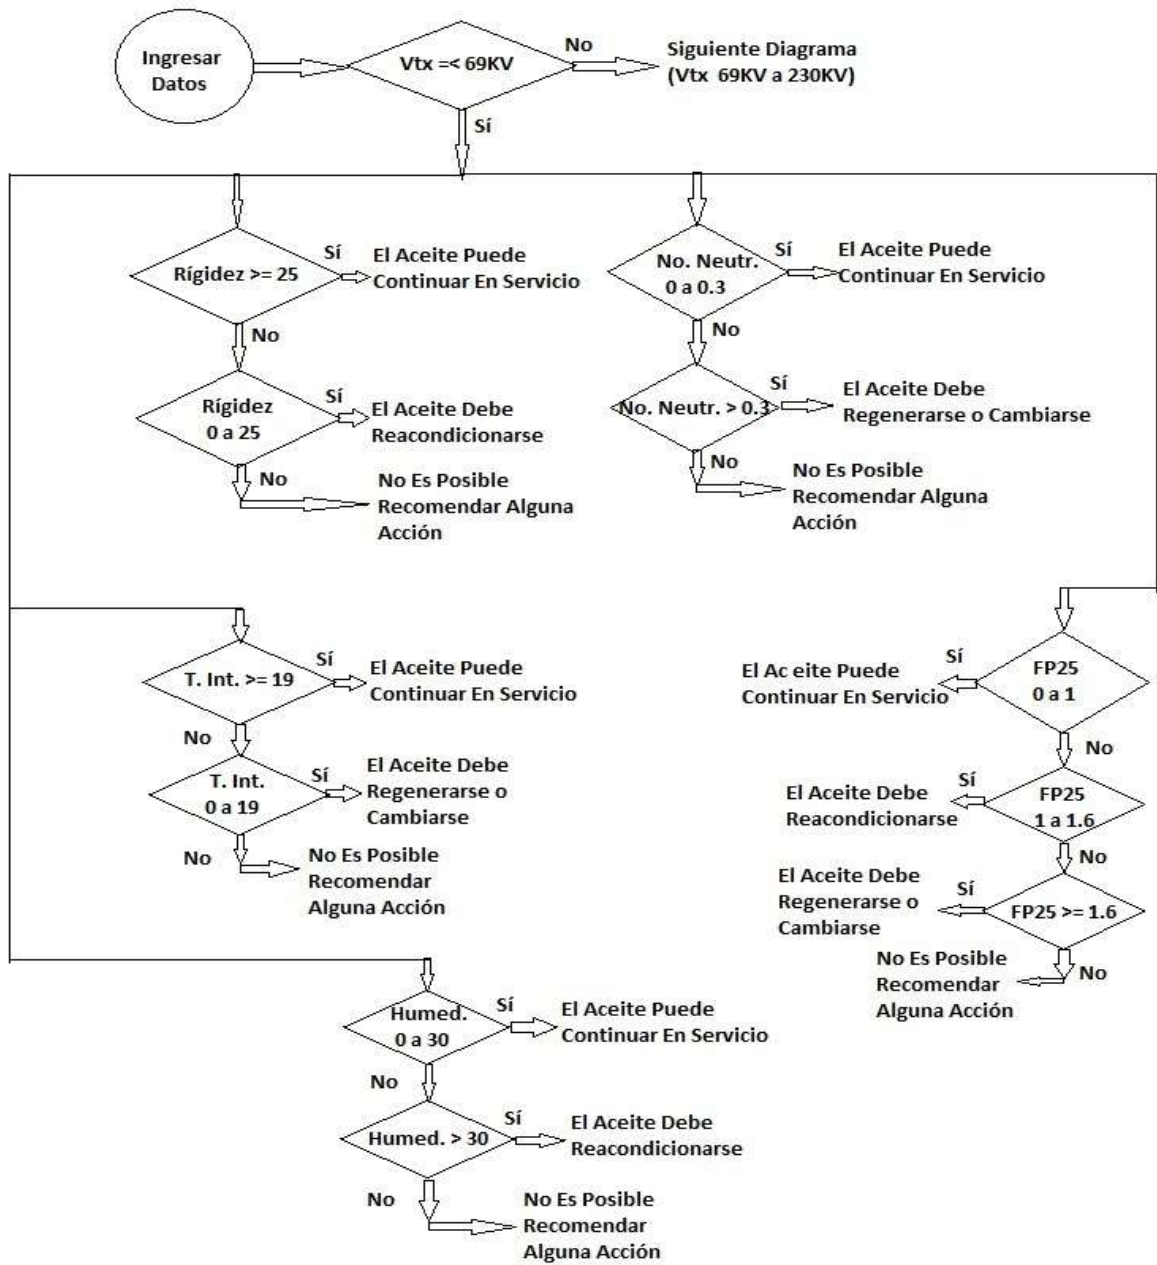 Ingresar
Datos
Vtx =< 69KV
No
Siguiente Diagrama
(Vtx 69KV a 230KV)
Sí
Rígidez >= 25
Sí
El Aceite Puede
Continuar En Servicio
No
Rígidez
0 a 25
Sí
El Aceite Debe
Reacondicionarse
No
No Es Posible
Recomendar Alguna
Acción
No. Neutr.
0 a 0.3
Sí
El Aceite Puede
Continuar En Servicio
No
No. Neutr. > 0.3
Sí
El Aceite Debe
Regenerarse o Cambiarse
No
No Es Posible
Recomendar Alguna
Acción
T. Int. >= 19
Sí
El Aceite Puede
Continuar En Servicio
No
T. Int.
0 a 19
Sí
El Aceite Debe
Regenerarse o
Cambiarse
No
No Es Posible
Recomendar
Alguna Acción
FP25
0 a 1
Sí
El Ac eite Puede
Continuar En Servicio
No
FP25
1 a 1.6
Sí
El Aceite Debe
Reacondicionarse
No
FP25 >= 1.6
Sí
El Aceite Debe
Regenerarse o
Cambiarse
No
No Es Posible
Recomendar
Alguna Acción
Humed.
0 a 30
Sí
El Aceite Puede
Continuar En Servicio
No
Humed. > 30
Sí
El Aceite Debe
Reacondicionarse
No
No Es Posible
Recomendar
Alguna Acción